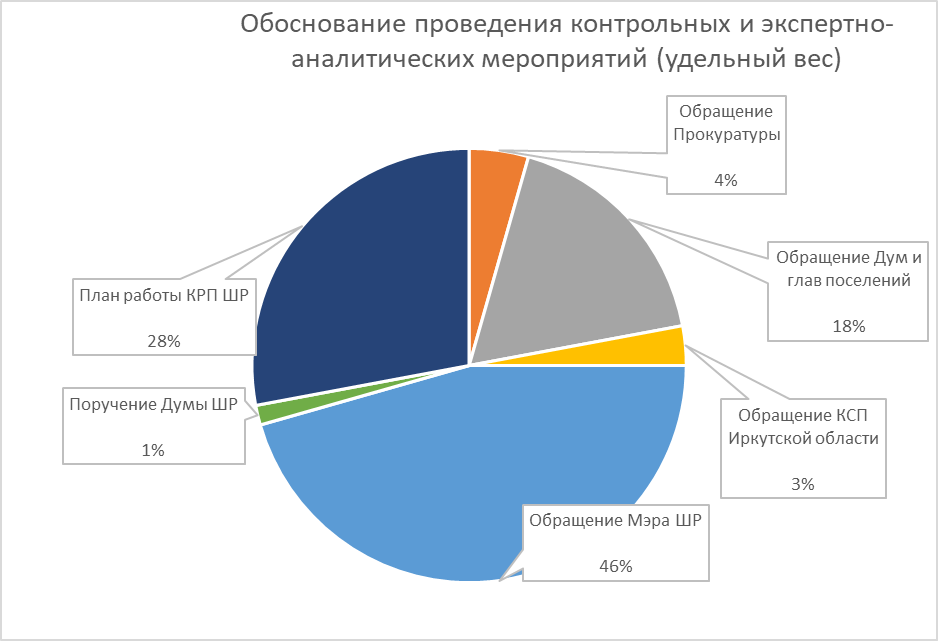 Обоснование проведения контрольных и экспертно-
аналитических мероприятий (удельный вес)
Обращение
Прокуратуры
4%
Обращение Дум и
глав поселений
18%
Обращение КСП
Иркутской области
3%
Обращение Мэра ШР
46%
Поручение Думы ШР
1%
План работы КРП ШР
28%